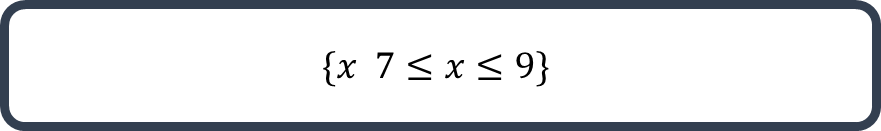 {x 7 ≤ x ≤ 9}